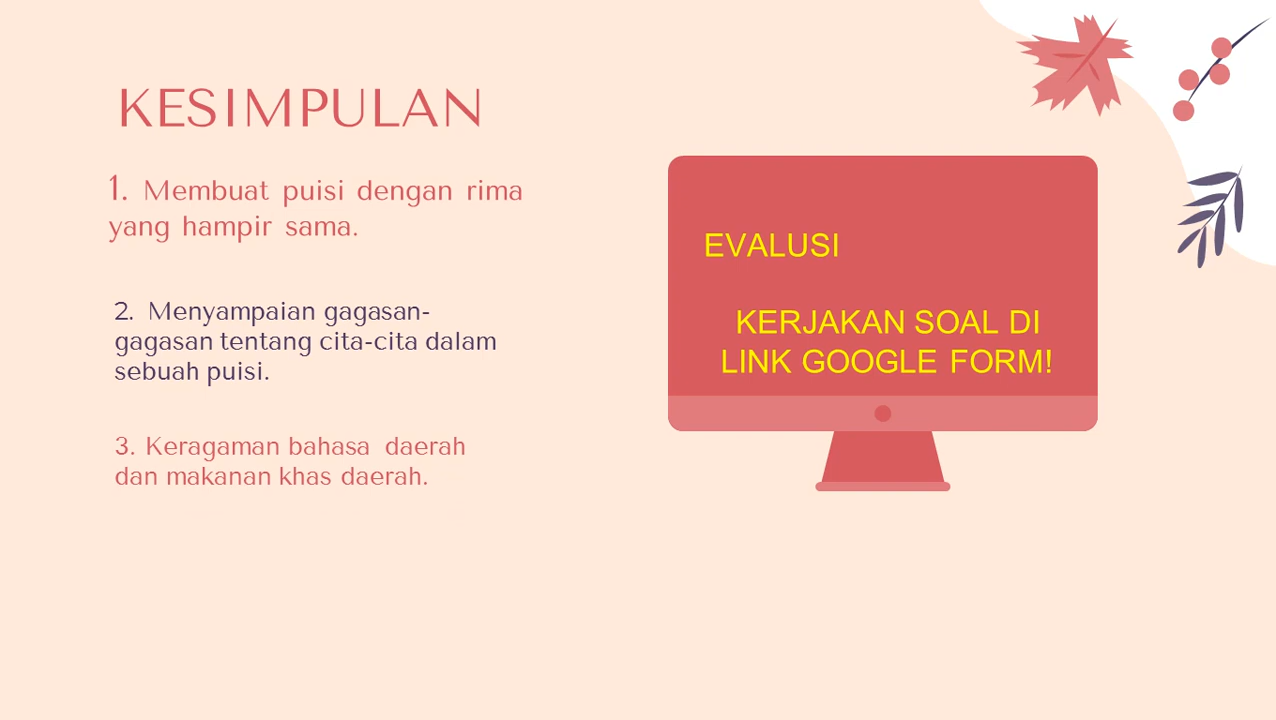 KESIMPULAN
1. Membuat puisi dengan rima
yang hampir sama.
2. Menyampaian gagasan-
gagasan tentang cita-cita dalam
sebuah puisi.
3. Keragaman bahasa daerah
dan makanan khas daerah.
EVALUSI
KERJAKAN SOAL DI
LINK GOOGLE FORM!